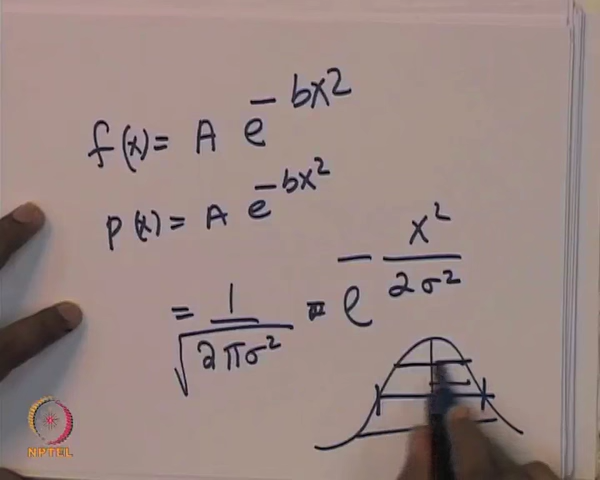 f(x) = A e^{-bx^2}
p(x) = A e^{-bx^2}
= 1/√(2πσ^2) e^{-x^2/2σ^2}
NPTEL